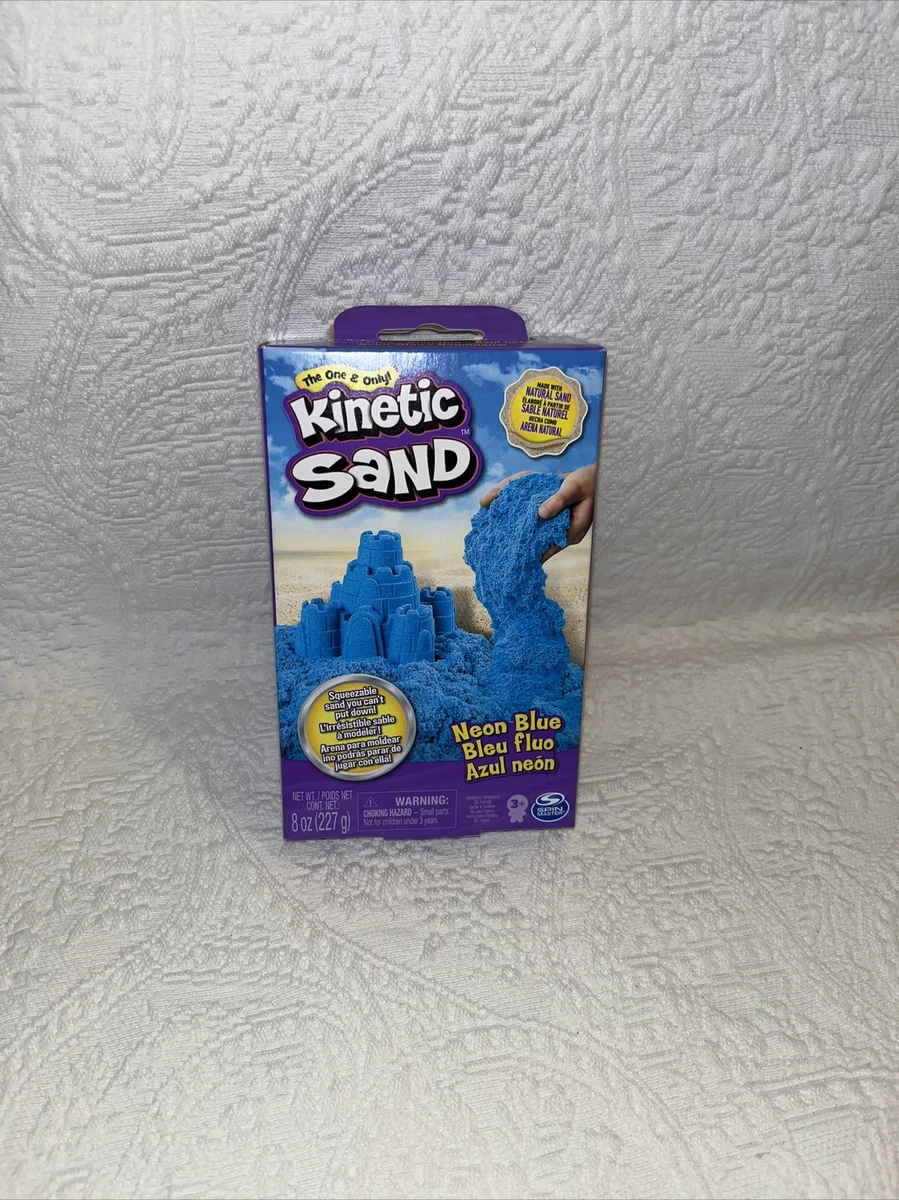 The One & Only!
Kinetic
SAND™
MADE WITH
NATURAL SAND
ÉLABORÉ À PARTIR DE
SABLE NATUREL
HECHA COMO
ARENA NATURAL
Squeezable
sand you can't
put down!
L'irrésistible sable
à modeler!
Arena para moldear
¡no podrás parar de
jugar con ella!
Neon Blue
Bleu fluo
Azul neón
NET WT. / POIDS NET
CONT. NET.:
8 oz (227 g)
WARNING:
CHOKING HAZARD – Small parts.
Not for children under 3 years.
3+
SPIN
MASTER